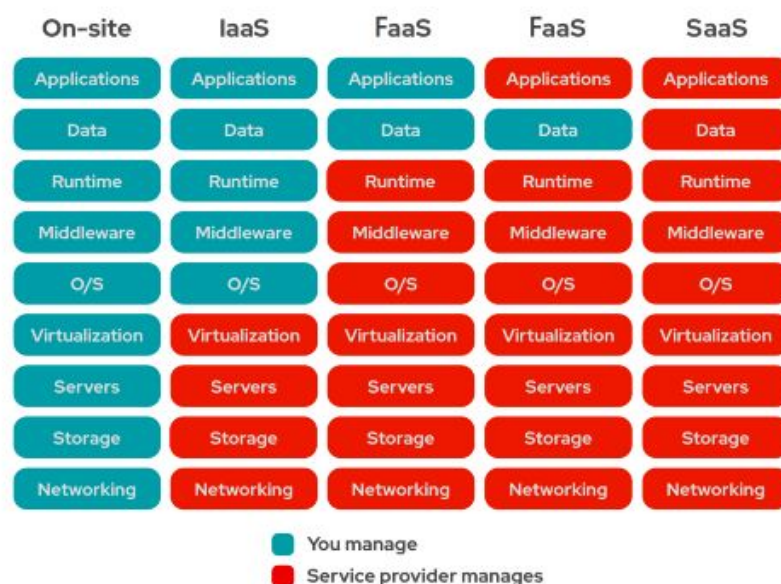 On-site IaaS FaaS FaaS SaaS
Applications Applications Applications Applications Applications
Data Data Data Data Data
Runtime Runtime Runtime Runtime Runtime
Middleware Middleware Middleware Middleware Middleware
O/S O/S O/S O/S O/S
Virtualization Virtualization Virtualization Virtualization Virtualization
Servers Servers Servers Servers Servers
Storage Storage Storage Storage Storage
Networking Networking Networking Networking Networking
You manage
Service provider manages